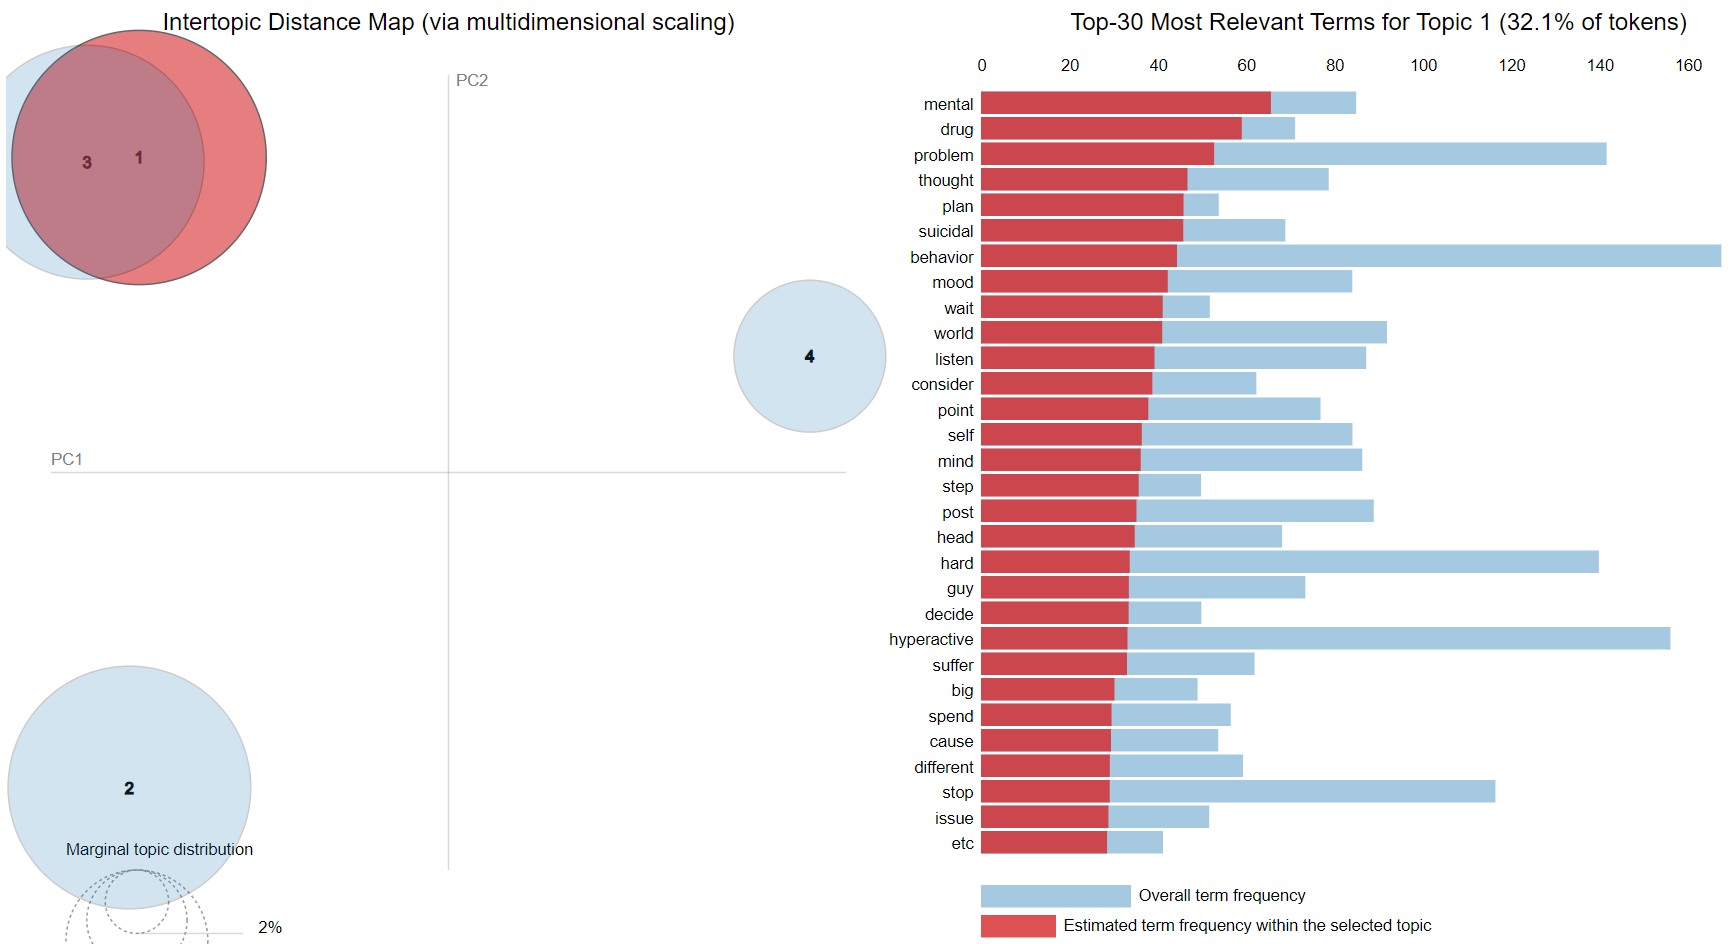 Intertopic Distance Map (via multidimensional scaling)
PC2
3
1
4
PC1
2
Marginal topic distribution
2%
Top-30 Most Relevant Terms for Topic 1 (32.1% of tokens)
0 20 40 60 80 100 120 140 160
mental
drug
problem
thought
plan
suicidal
behavior
mood
wait
world
listen
consider
point
self
mind
step
post
head
hard
guy
decide
hyperactive
suffer
big
spend
cause
different
stop
issue
etc
Overall term frequency
Estimated term frequency within the selected topic